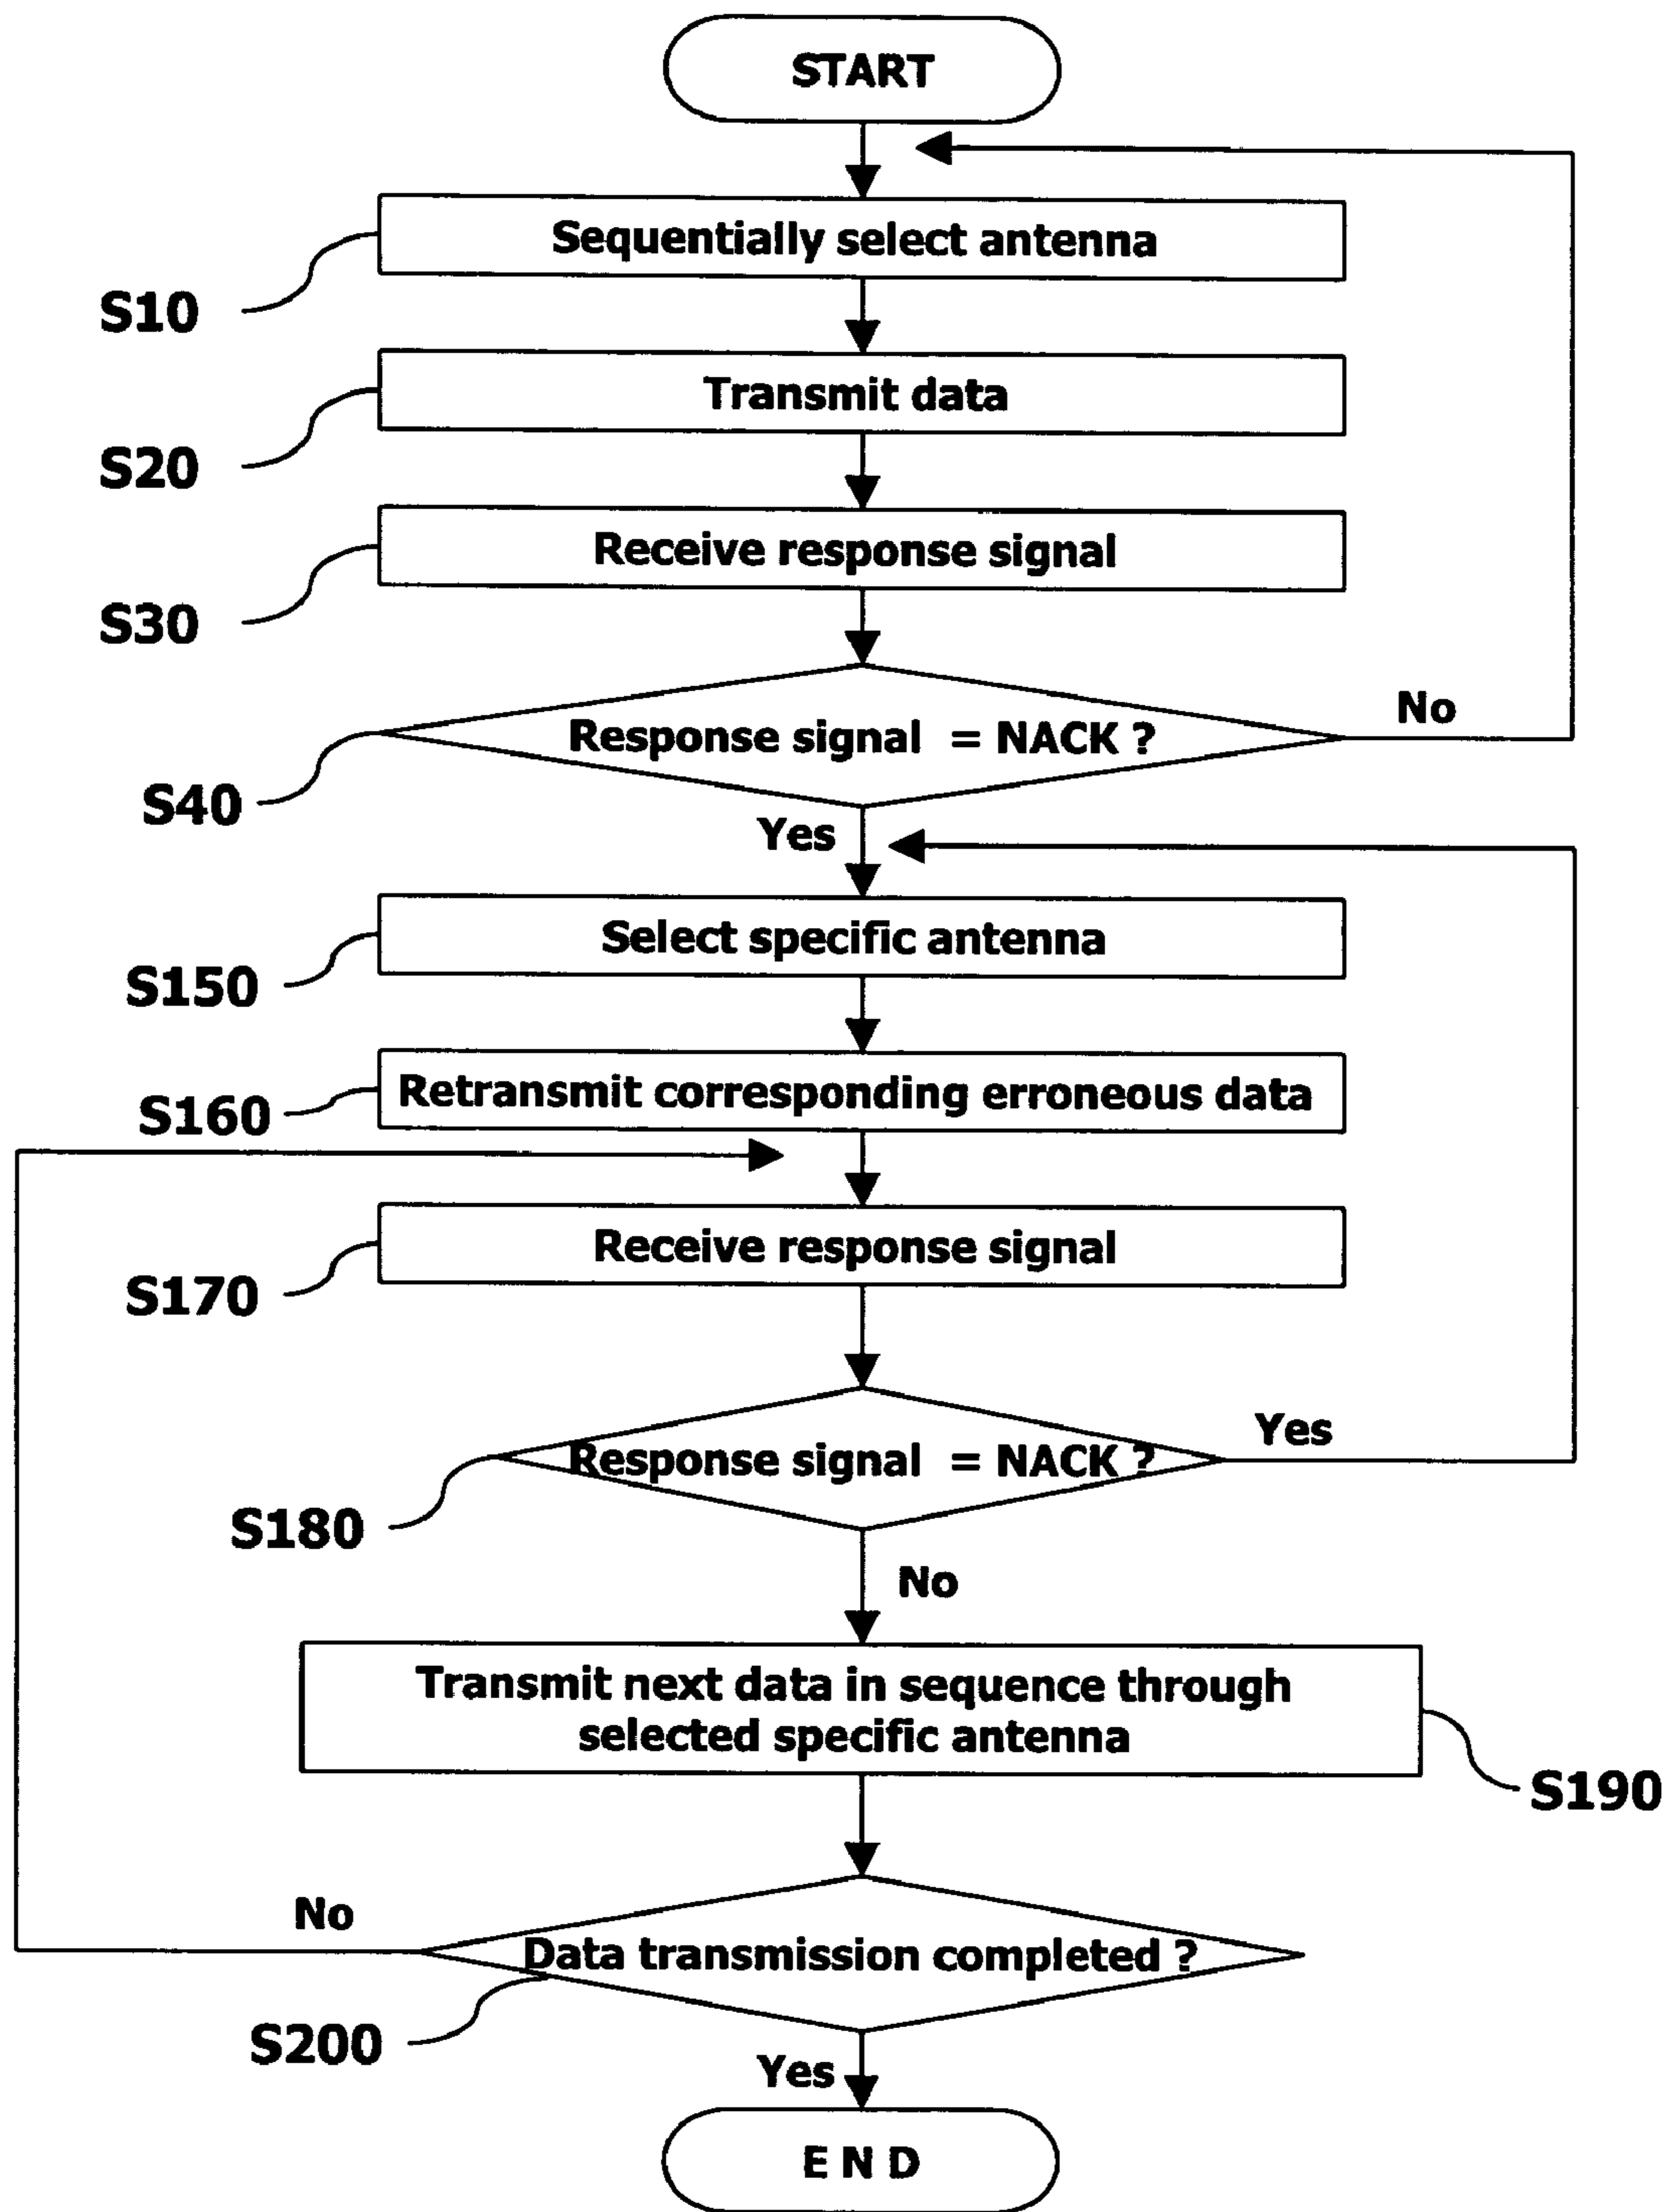 START
Sequentially select antenna
S10
Transmit data
S20
Receive response signal
S30
Response signal = NACK ?
No
S40
Yes
Select specific antenna
S150
Retransmit corresponding erroneous data
S160
Receive response signal
S170
Response signal = NACK ?
Yes
S180
No
Transmit next data in sequence through
selected specific antenna
S190
No
Data transmission completed ?
S200
Yes
E N D